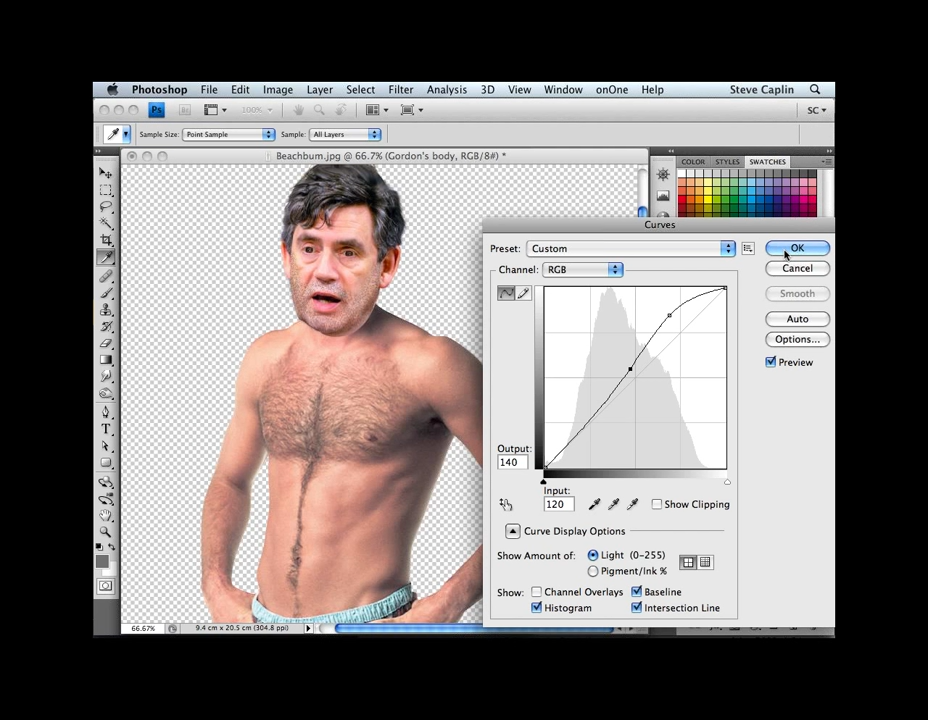 Photoshop File Edit Image Layer Select Filter Analysis 3D View Window onOne Help Steve Caplin
Ps 100% SC
Sample Size: Point Sample Sample: All Layers
Beachbum.jpg @ 66.7% (Gordon's body, RGB/8#) *
COLOR STYLES SWATCHES
Curves
Preset: Custom OK
Channel: RGB Cancel
Smooth
Auto
Options...
Preview
Output:
140
Input:
120 Show Clipping
Curve Display Options
Show Amount of: Light (0-255)
Pigment/Ink %
Show: Channel Overlays Baseline
Histogram Intersection Line
T
66.67% 9.4 cm x 20.5 cm (304.8 ppi)